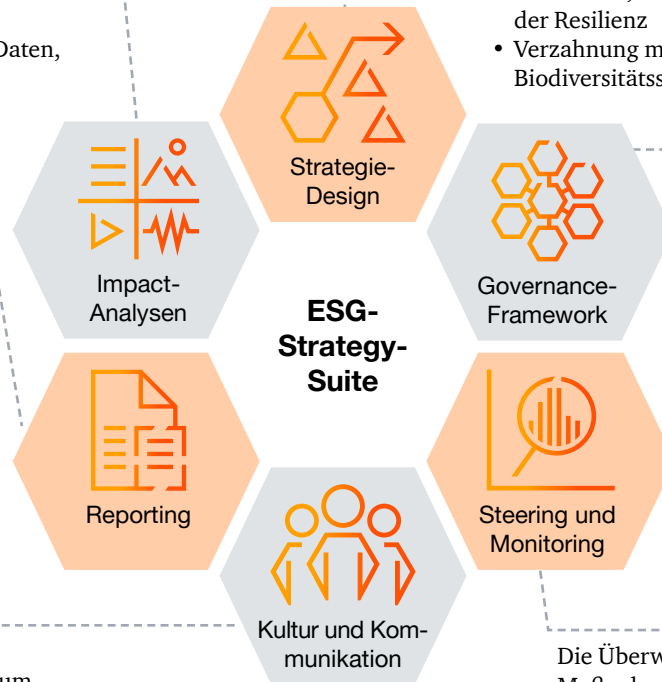 Daten,
der Resilienz
• Verzahnung m
Biodiversitätss
Strategie-
Design
Impact-
Analysen
Governance-
Framework
ESG-
Strategy-
Suite
Reporting
Steering und
Monitoring
Kultur und Kom-
munikation
Die Überw